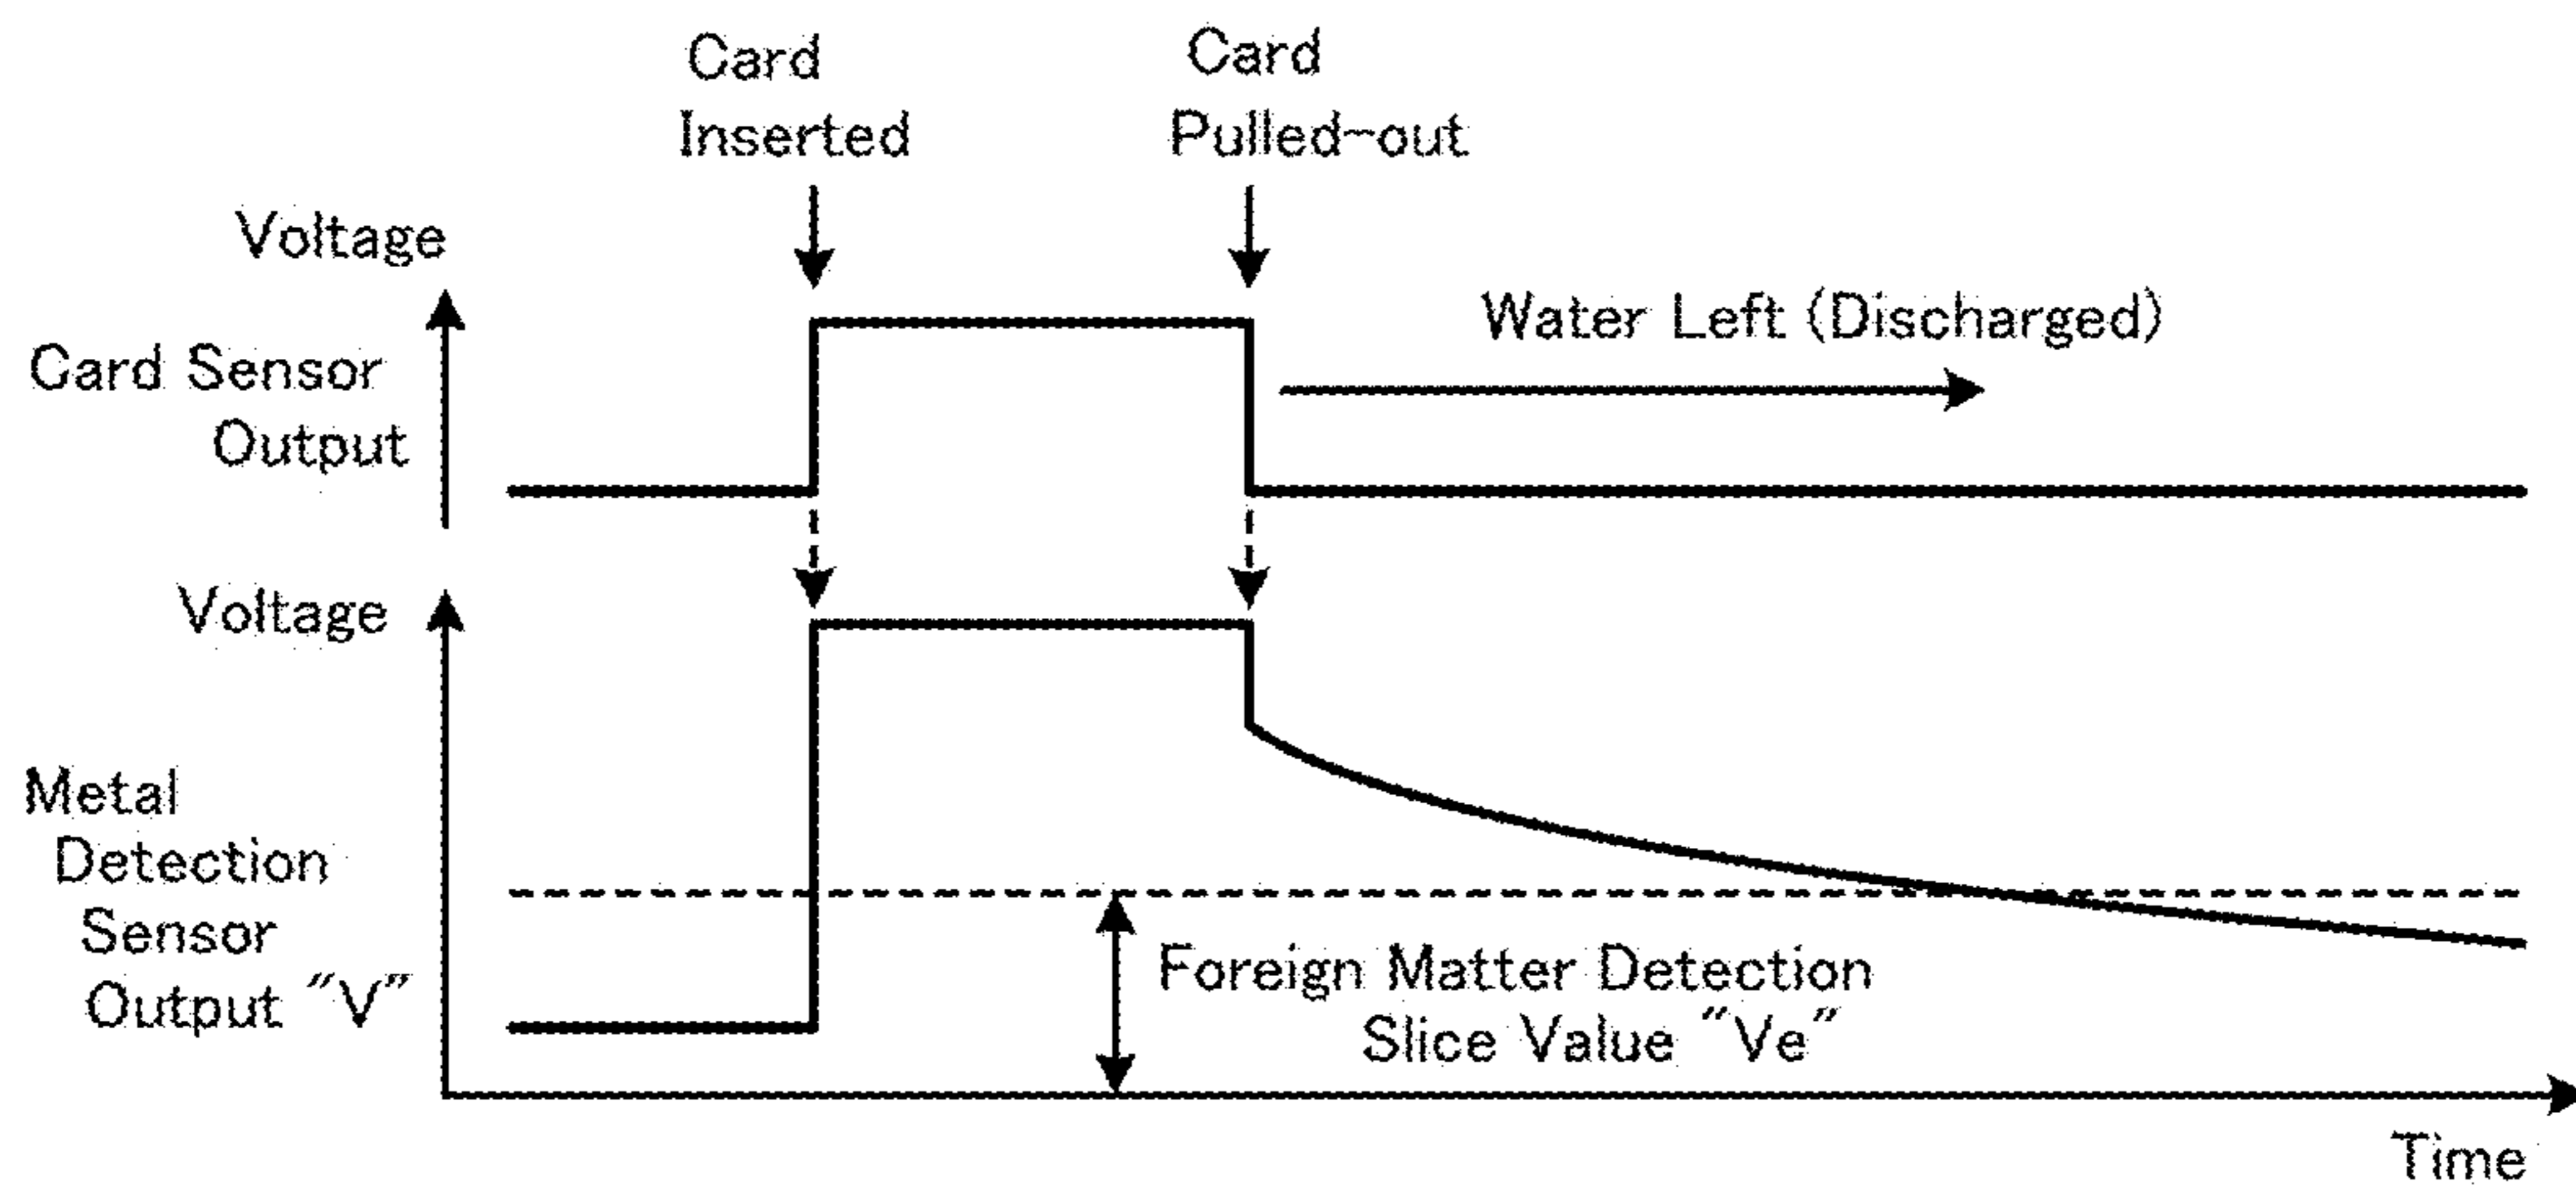 Card
Inserted
Card
Pulled-out
Voltage
Card Sensor
Output
Water Left (Discharged)
Voltage
Metal
Detection
Sensor
Output "V"
Foreign Matter Detection
Slice Value "Ve"
Time